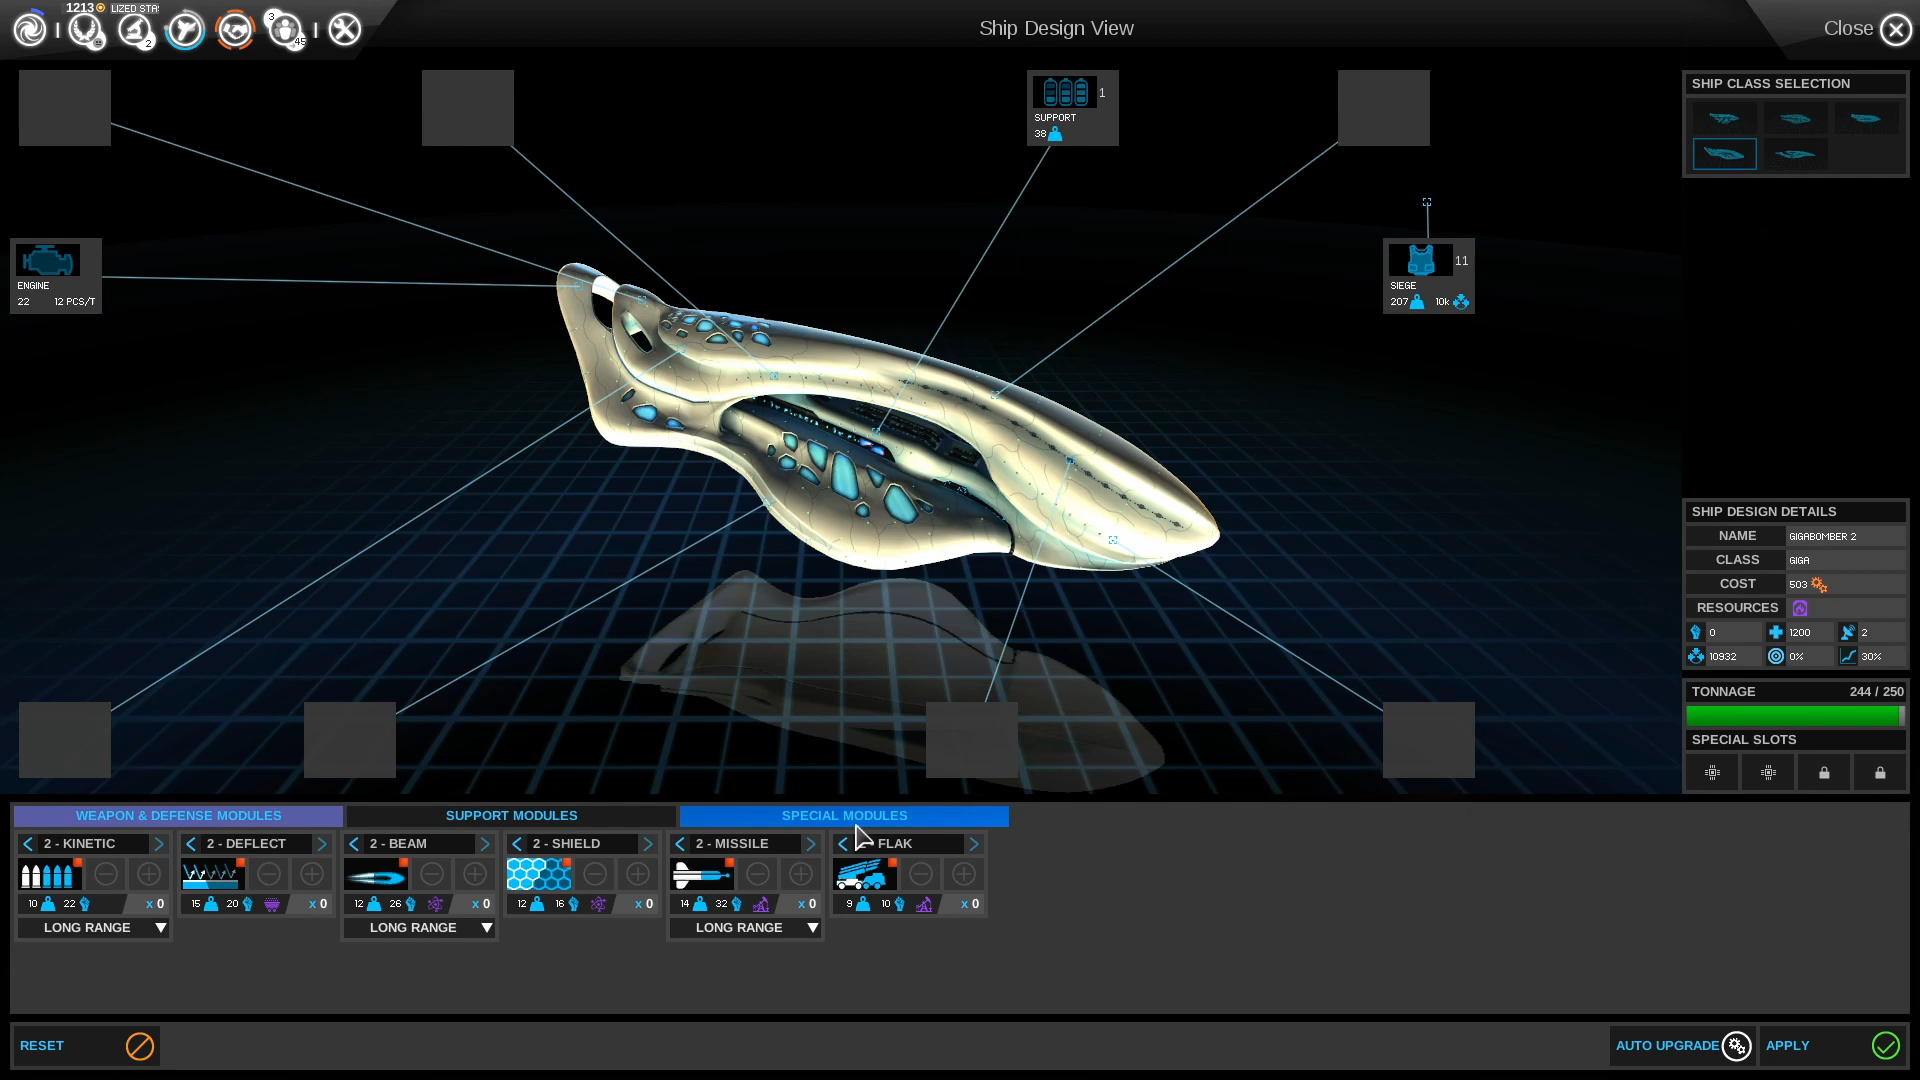 1213 LIZED STA
2
3
45
Ship Design View
Close
1
SUPPORT
38
ENGINE
22 12 PCS/T
11
SIEGE
207 10k
SHIP CLASS SELECTION
SHIP DESIGN DETAILS
NAME GIGABOMBER 2
CLASS GIGA
COST 503
RESOURCES
0 1200 2
10932 0% 30%
TONNAGE 244 / 250
SPECIAL SLOTS
WEAPON & DEFENSE MODULES SUPPORT MODULES SPECIAL MODULES
2 - KINETIC 2 - DEFLECT 2 - BEAM 2 - SHIELD 2 - MISSILE FLAK
10 22 x 0 15 20 x 0 12 26 x 0 12 16 x 0 14 32 x 0 9 10 x 0
LONG RANGE LONG RANGE LONG RANGE
RESET AUTO UPGRADE APPLY